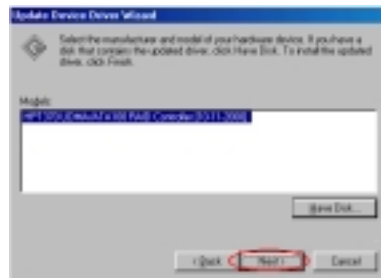 Update Device Driver Wizard
Select the manufacturer and model of your hardware device. If you have a
disk that contains the updated driver, click Have Disk. To install the updated
driver, click Finish.
Models:
RAID Controller
Have Disk...
< Back
Next >
Cancel